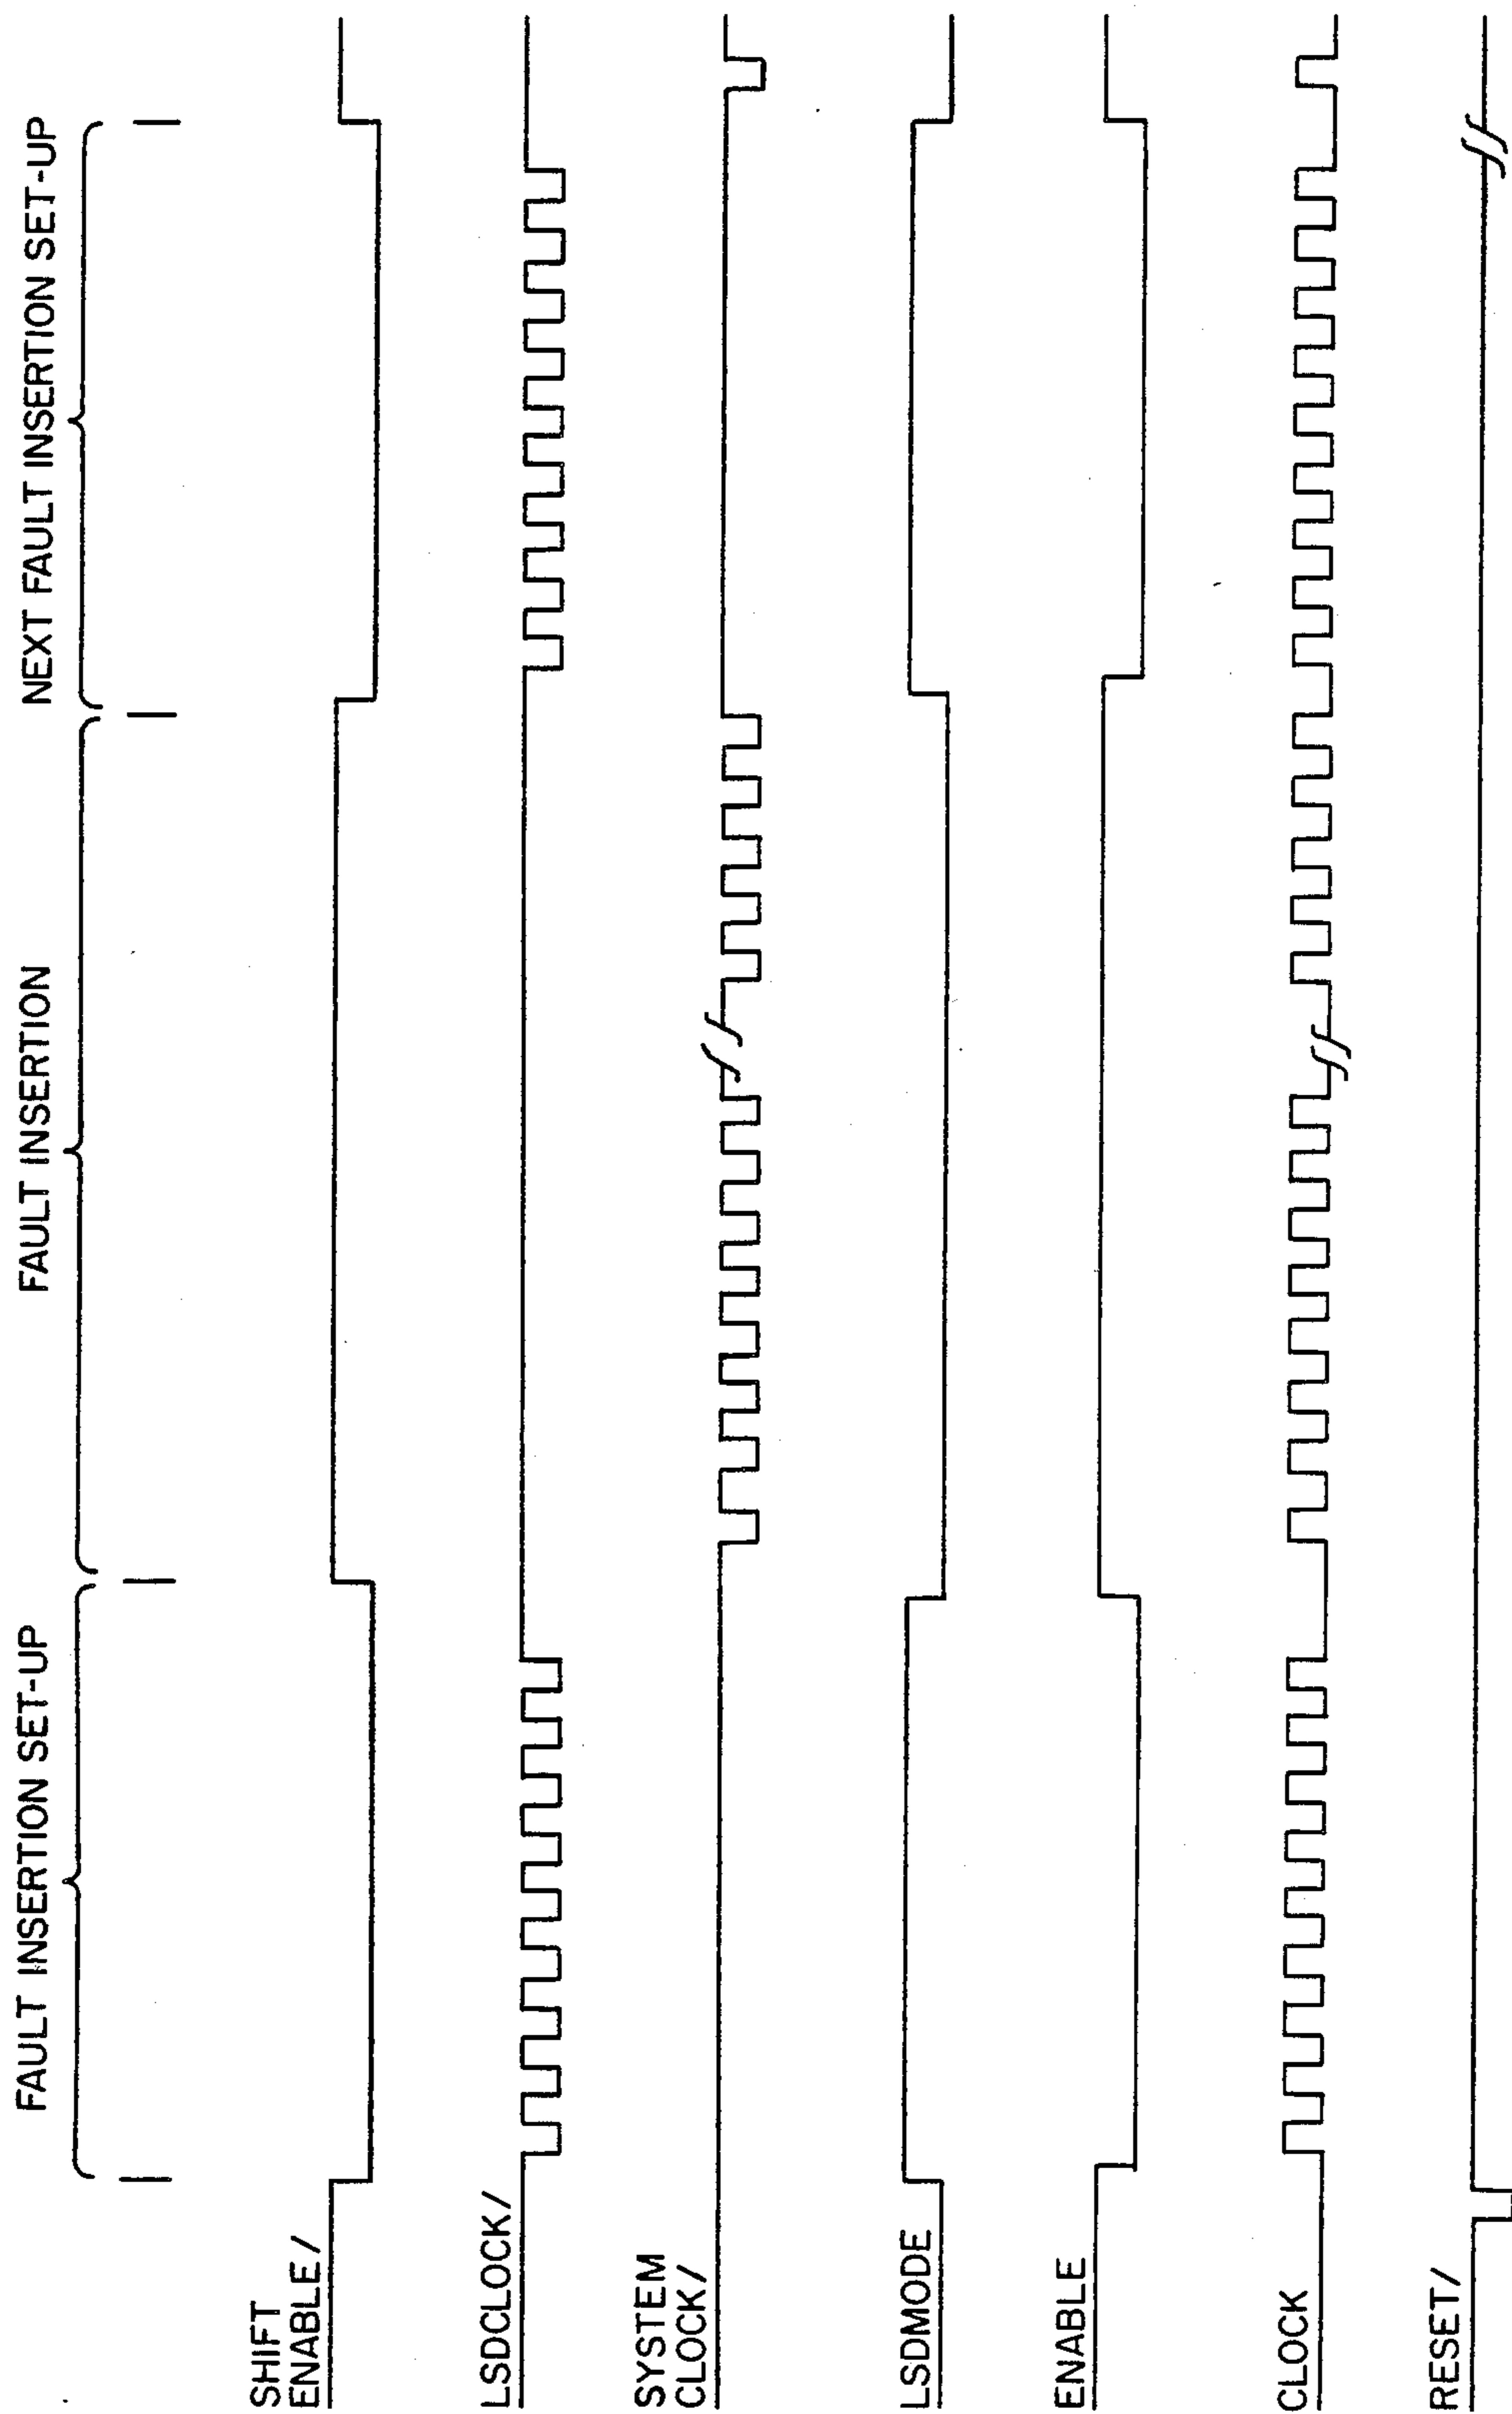 FAULT INSERTION SET-UP
FAULT INSERTION
NEXT FAULT INSERTION SET-UP
SHIFT
ENABLE/
LSDCLOCK/
SYSTEM
CLOCK/
LSDMODE
ENABLE
CLOCK
RESET/